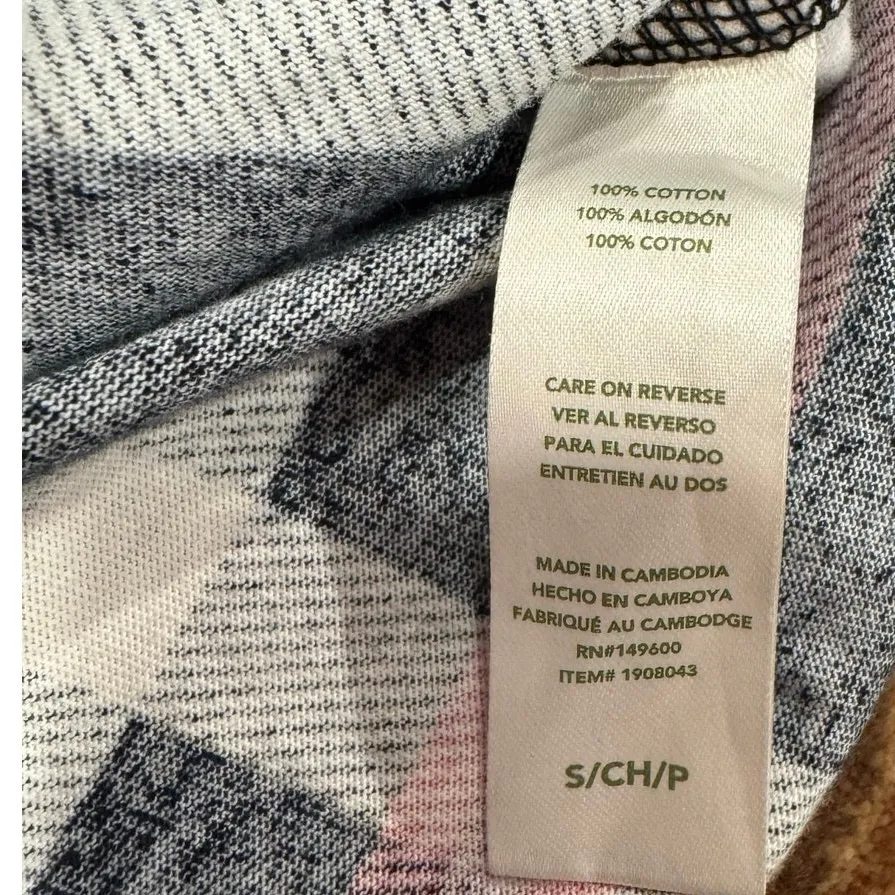 100% COTTON
100% ALGODÓN
100% COTON
CARE ON REVERSE
VER AL REVERSO
PARA EL CUIDADO
ENTRETIEN AU DOS
MADE IN CAMBODIA
HECHO EN CAMBOYA
FABRIQUÉ AU CAMBODGE
RN#149600
ITEM# 1908043
S/CH/P